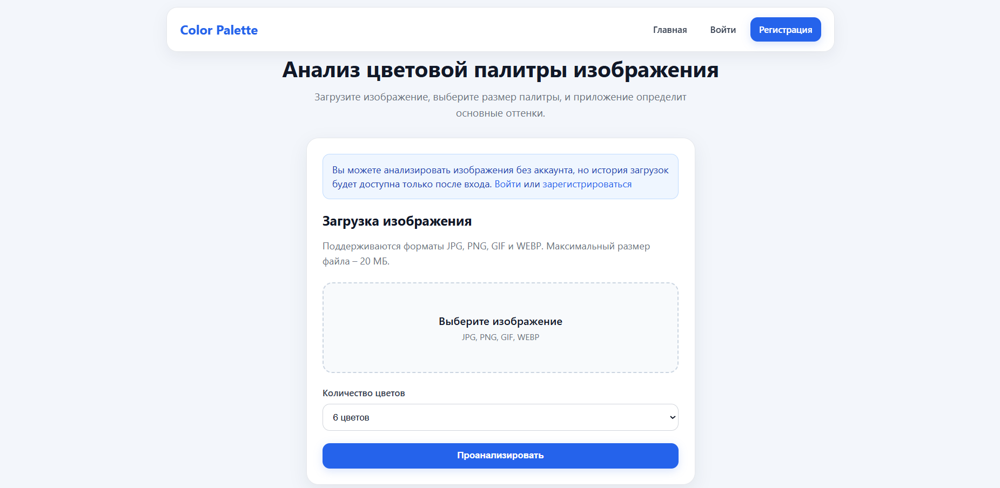 Color Palette
Главная
Войти
Регистрация
Анализ цветовой палитры изображения
Загрузите изображение, выберите размер палитры, и приложение определит
основные оттенки.
Вы можете анализировать изображения без аккаунта, но история загрузок
будет доступна только после входа. Войти или зарегистрироваться
Загрузка изображения
Поддерживаются форматы JPG, PNG, GIF и WEBP. Максимальный размер
файла – 20 МБ.
Выберите изображение
JPG, PNG, GIF, WEBP
Количество цветов
6 цветов
Проанализировать